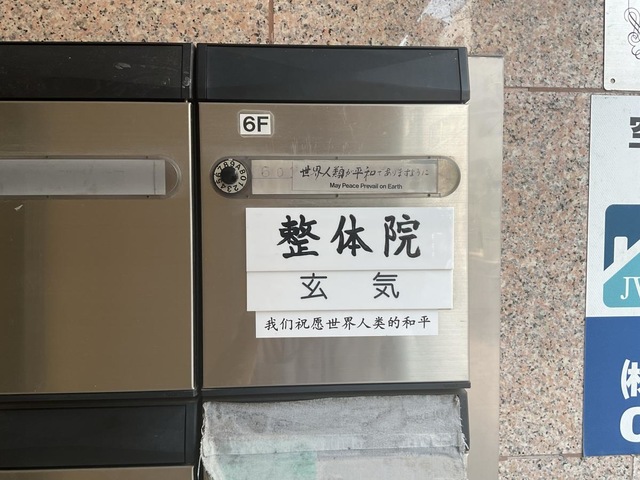 6F
世界人類が平和でありますように
May Peace Prevail on Earth
整体院
玄気
我们祝愿世界人类的和平